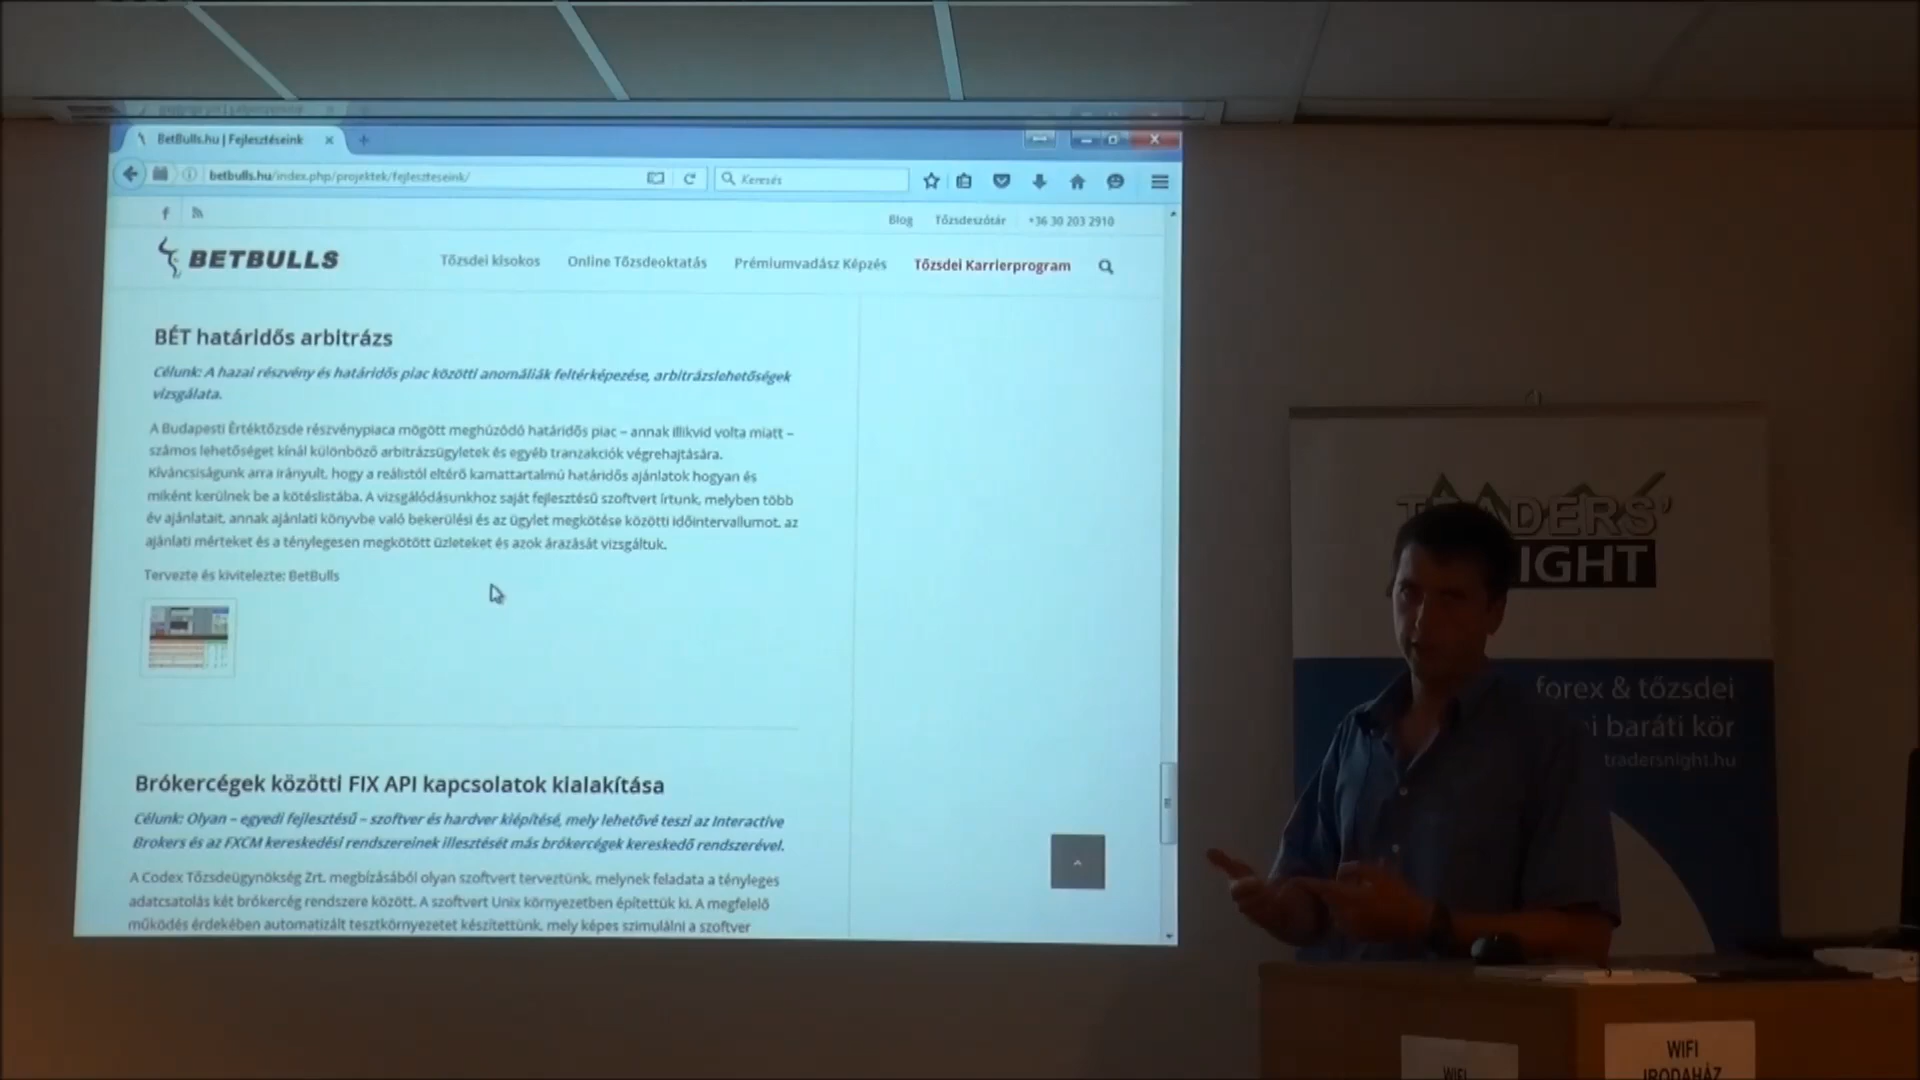 BetBulls.hu | Fejlesztéseink
betbulls.hu/index.php/projektek/fejleszteseink/
Keresés
Blog Tőzsdeszótár +36 30 203 2910
BETBULLS
Tőzsdei kisokos Online Tőzsdeoktatás Prémiumvadász Képzés Tőzsdei Karrierprogram
BÉT határidős arbitrázs
Célunk: A hazai részvény és határidős piac közötti anomáliák feltérképezése, arbitrázslehetőségek
vizsgálata.
A Budapesti Értéktőzsde részvénypiaca mögött meghúzódó határidős piac – annak illikvid volta miatt –
számos lehetőséget kínál különböző arbitrázsügyletek és egyéb tranzakciók végrehajtására.
Kíváncsiságunk arra irányult, hogy a reálistól eltérő kamattartalmú határidős ajánlatok hogyan és
miként kerülnek be a kötéslistába. A vizsgálódásunkhoz saját fejlesztésű szoftvert írtunk, melyben több
év ajánlatait, annak ajánlati könyvbe való bekerülési és az ügylet megkötése közötti időintervallumot, az
ajánlati mérteket és a ténylegesen megkötött üzleteket és azok árazását vizsgáltuk.
Tervezte és kivitelezte: BetBulls
Brókercégek közötti FIX API kapcsolatok kialakítása
Célunk: Olyan – egyedi fejlesztésű – szoftver és hardver kiépítésé, mely lehetővé teszi az Interactive
Brokers és az FXCM kereskedési rendszereinek illesztését más brókercégek kereskedő rendszerével.
A Codex Tőzsdeügynökség Zrt. megbízásából olyan szoftvert terveztünk, melynek feladata a tényleges
adatcsatolás két brókercég rendszere között. A szoftvert Unix környezetben építettük ki. A megfelelő
működés érdekében automatizált tesztkörnyezetet készítettünk, mely képes szimulálni a szoftver
TRADERS'
IGHT
forex & tőzsdei
i baráti kör
tradersnight.hu
WIFI
WIFI
IRODAHÁZ